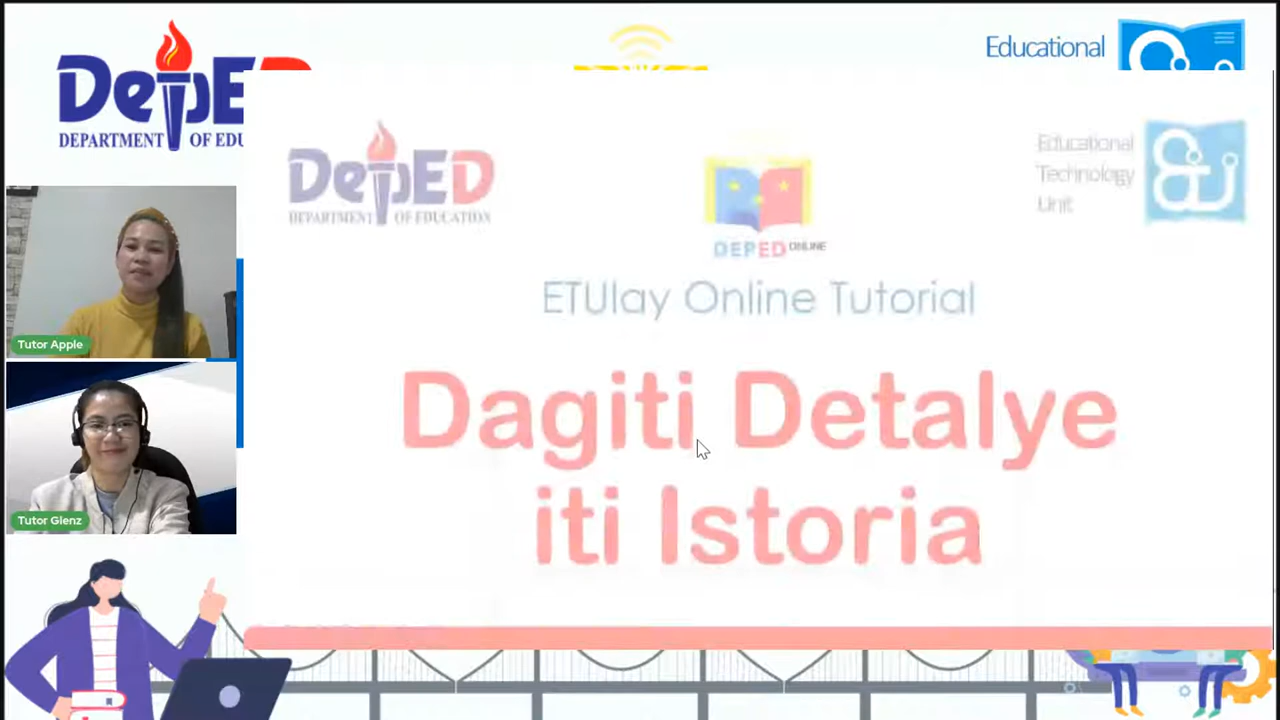 DepED
DEPARTMENT OF EDU
Educational
DepED
DEPARTMENT OF EDUCATION
DEPED ONLINE
Educational
Technology
Unit
ETUlay Online Tutorial
Dagiti Detalye
iti Istoria
Tutor Apple
Tutor Glenz